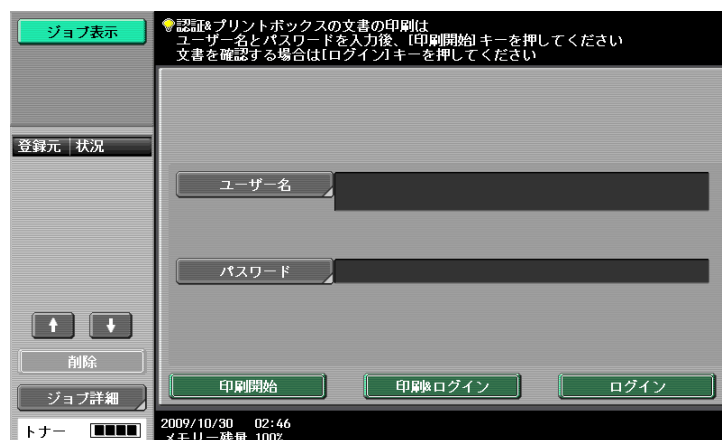 ジョブ表示
認証&プリントボックスの文書の印刷は
ユーザー名とパスワードを入力後、[印刷開始]キーを押してください
文書を確認する場合は[ログイン]キーを押してください
登録元 状況
ユーザー名
パスワード
削除
印刷開始 印刷&ログイン ログイン
ジョブ詳細
トナー
2009/10/30 02:46
メモリー残量 100%